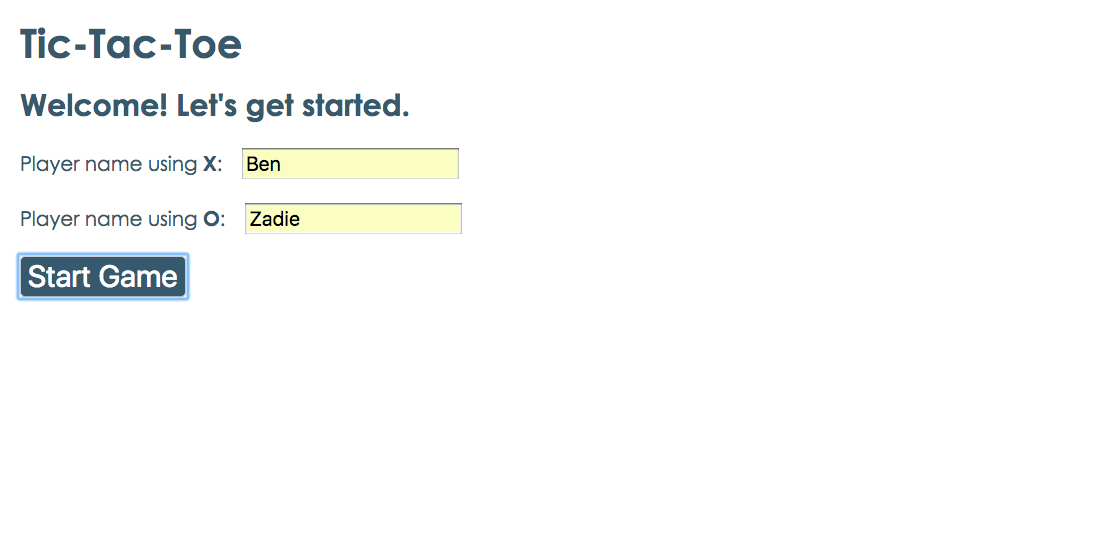 Tic-Tac-Toe
Welcome! Let's get started.
Player name using X: Ben
Player name using O: Zadie
Start Game